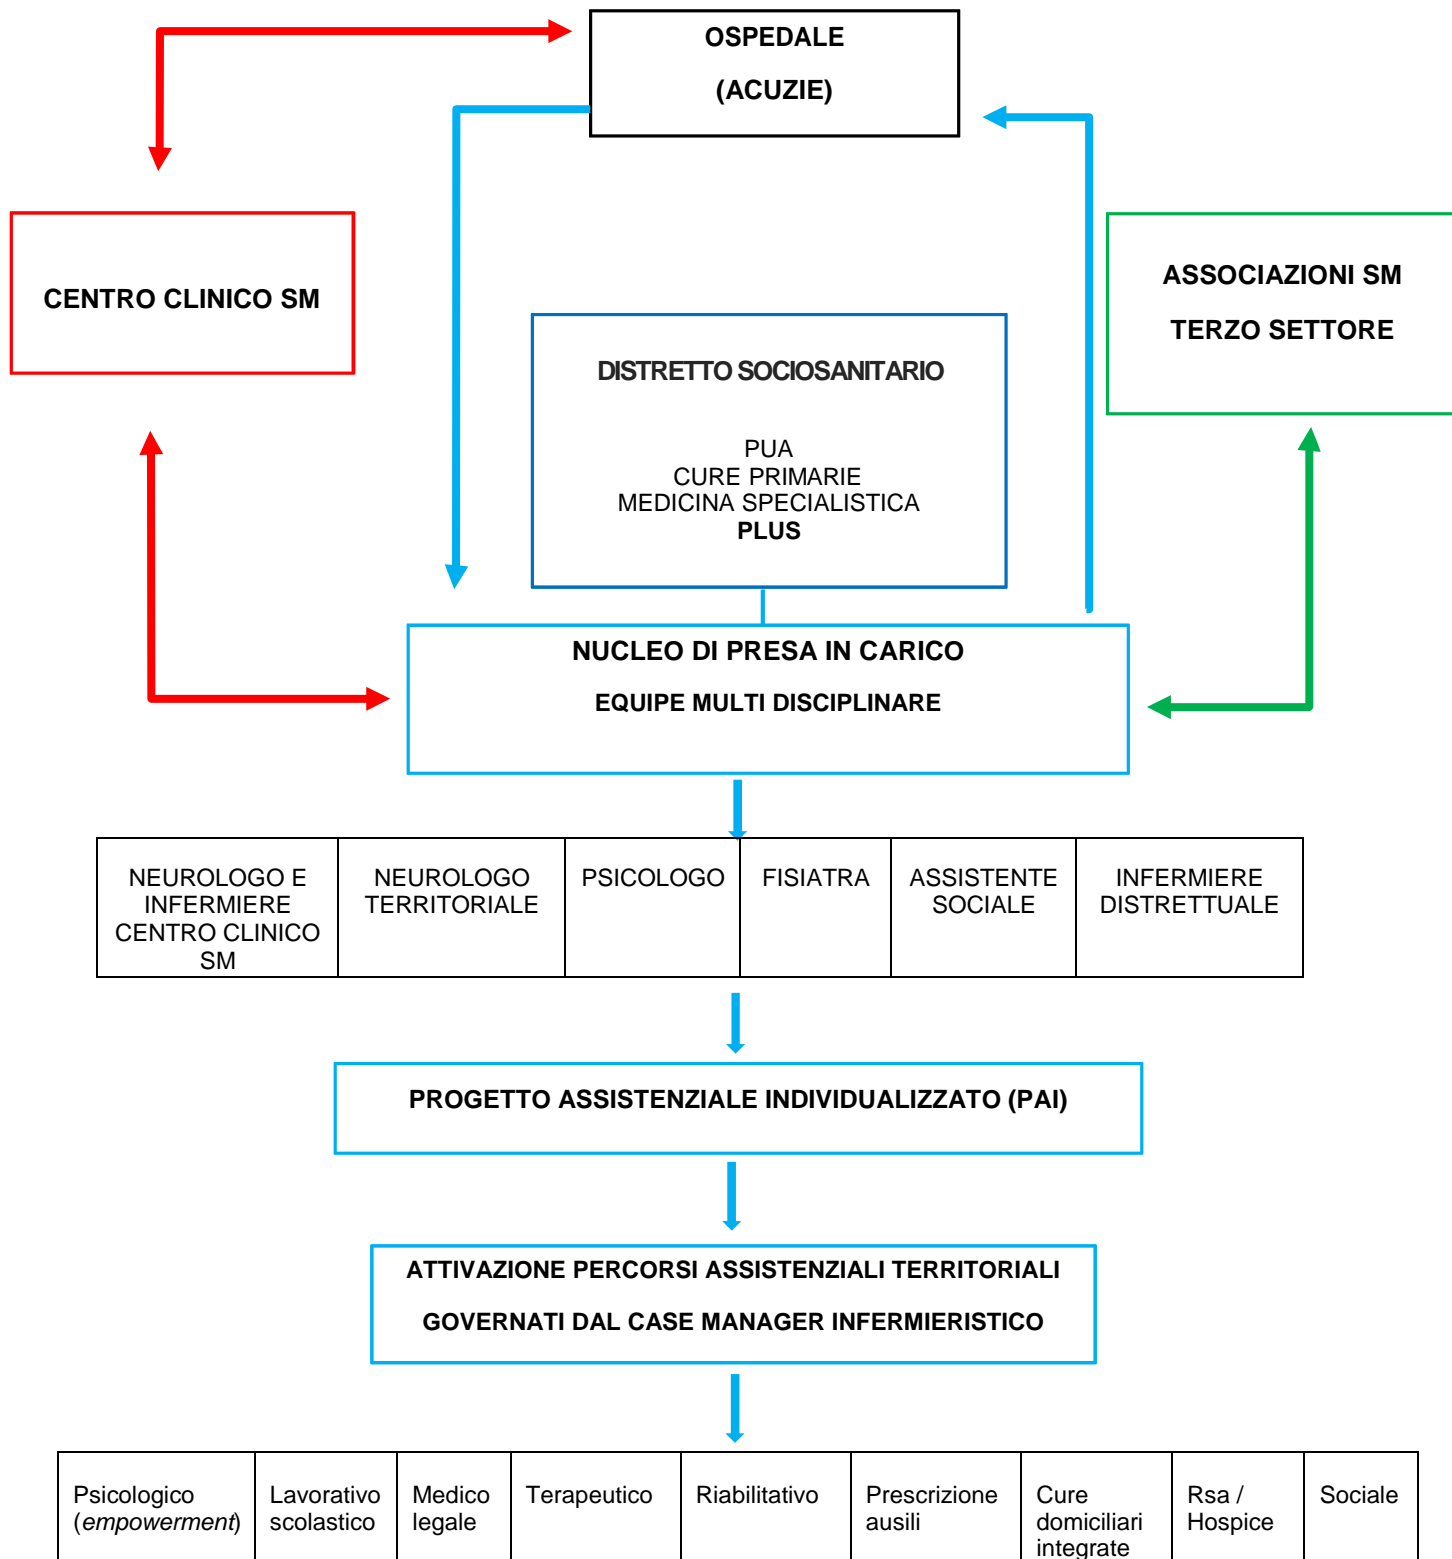 OSPEDALE
(ACUZIE)
CENTRO CLINICO SM
ASSOCIAZIONI SM
TERZO SETTORE
DISTRETTO SOCIOSANITARIO
PUA
CURE PRIMARIE
MEDICINA SPECIALISTICA
PLUS
NUCLEO DI PRESA IN CARICO
EQUIPE MULTI DISCIPLINARE
NEUROLOGO E
INFERMIERE
CENTRO CLINICO
SM
NEUROLOGO
TERRITORIALE
PSICOLOGO
FISIATRA
ASSISTENTE
SOCIALE
INFERMIERE
DISTRETTUALE
PROGETTO ASSISTENZIALE INDIVIDUALIZZATO (PAI)
ATTIVAZIONE PERCORSI ASSISTENZIALI TERRITORIALI
GOVERNATI DAL CASE MANAGER INFERMIERISTICO
Psicologico
(empowerment)
Lavorativo
scolastico
Medico
legale
Terapeutico
Riabilitativo
Prescrizione
ausili
Cure
domiciliari
integrate
Rsa /
Hospice
Sociale